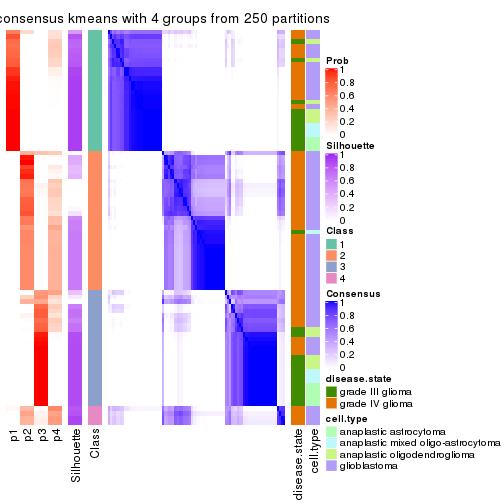 consensus kmeans with 4 groups from 250 partitions
Prob
1
0.8
0.6
0.4
0.2
0
Silhouette
1
0.8
0.6
0.4
0.2
0
Class
1
2
3
4
Consensus
1
0.8
0.6
0.4
0.2
0
disease.state
grade III glioma
grade IV glioma
cell.type
anaplastic astrocytoma
anaplastic mixed oligo-astrocytoma
anaplastic oligodendroglioma
glioblastoma
p1
p2
p3
p4
Silhouette
Class
disease.state
cell.type